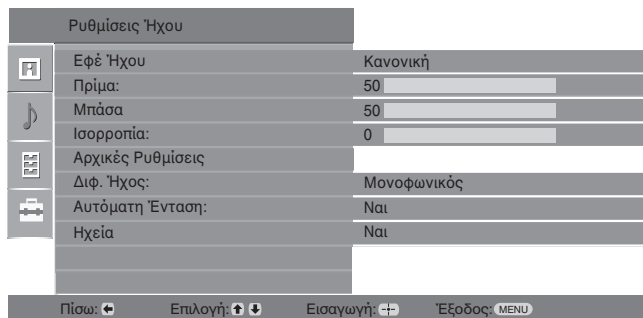 Ρυθμίσεις Ήχου
Εφέ Ήχου Κανονική
Πρίμα: 50
Μπάσα 50
Ισορροπία: 0
Αρχικές Ρυθμίσεις
Διφ. Ήχος: Μονοφωνικός
Αυτόματη Ένταση: Ναι
Ηχεία Ναι
Πίσω: Επιλογή: Εισαγωγή: Έξοδος: MENU